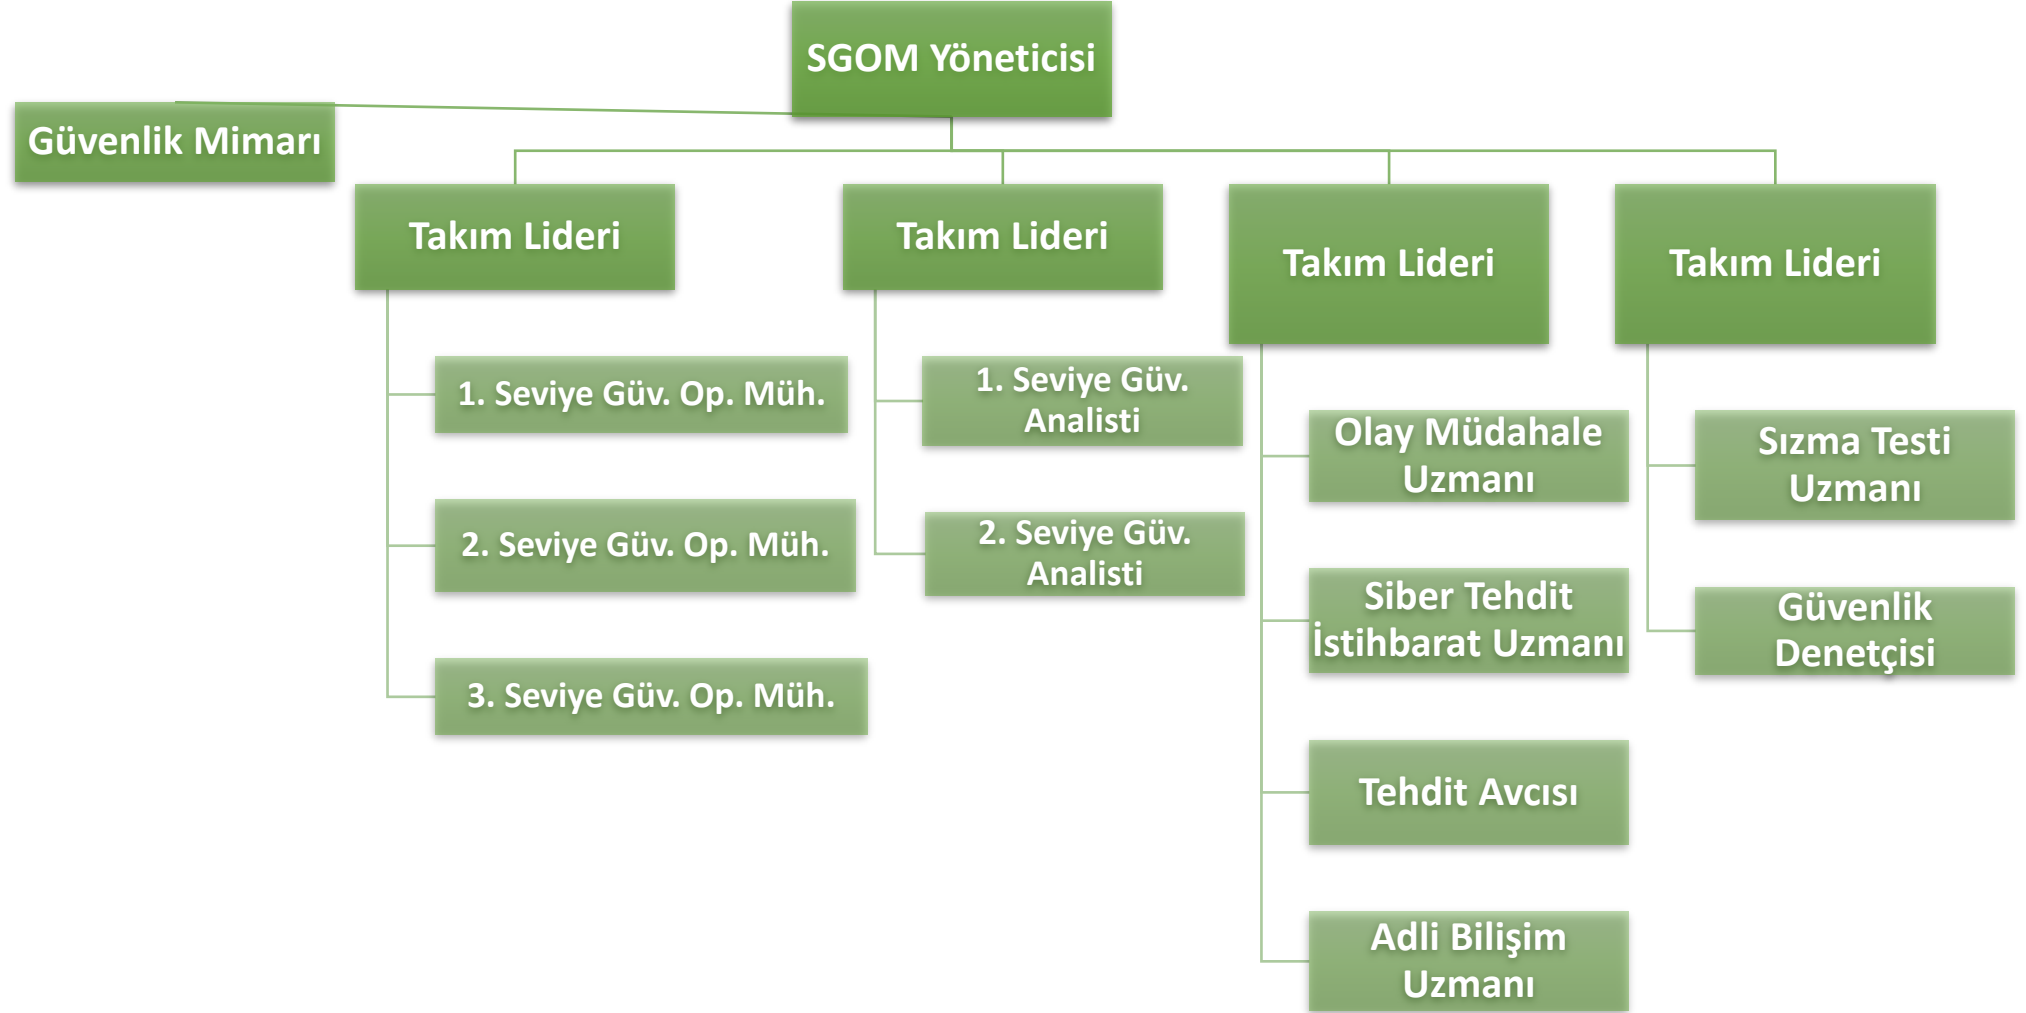 SGOM Yöneticisi
Güvenlik Mimarı
Takım Lideri
1. Seviye Güv. Op. Müh.
2. Seviye Güv. Op. Müh.
3. Seviye Güv. Op. Müh.
Takım Lideri
1. Seviye Güv.
Analisti
2. Seviye Güv.
Analisti
Takım Lideri
Olay Müdahale
Uzmanı
Siber Tehdit
İstihbarat Uzmanı
Tehdit Avcısı
Adli Bilişim
Uzmanı
Takım Lideri
Sızma Testi
Uzmanı
Güvenlik
Denetçisi